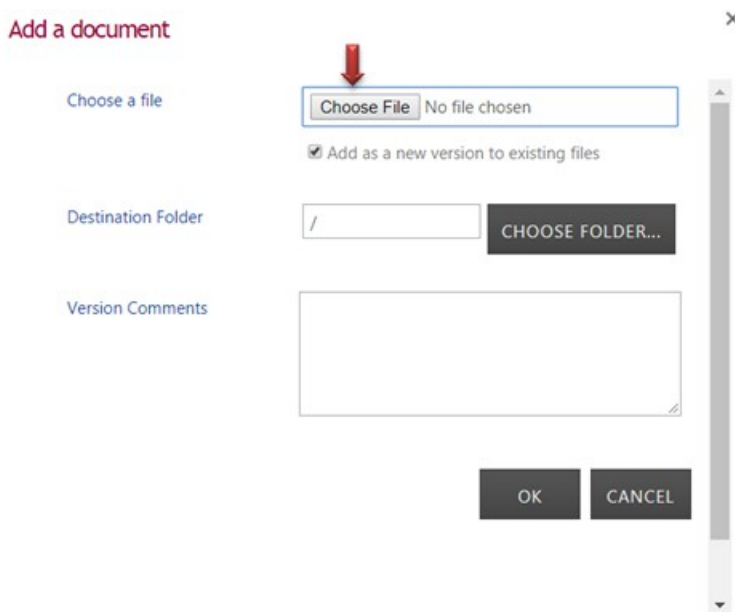 Add a document
Choose a file
Choose File No file chosen
Add as a new version to existing files
Destination Folder
/
CHOOSE FOLDER...
Version Comments
OK
CANCEL